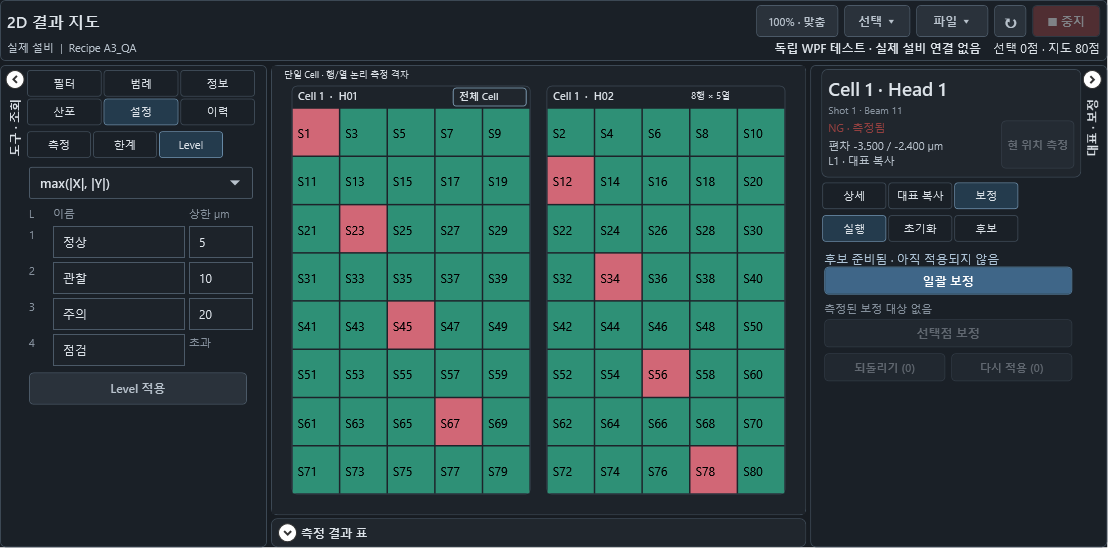 2D 결과 지도
100% · 맞춤
선택 ▾
파일 ▾
↻
■ 중지
실제 설비 | Recipe A3_QA
독립 WPF 테스트 · 실제 설비 연결 없음 선택 0점 · 지도 80점
도구 · 조회
필터 범례 정보
산포 설정 이력
측정 한계 Level
max(|X|, |Y|)
L 이름 상한 µm
1 정상 5
2 관찰 10
3 주의 20
4 점검 초과
Level 적용
단일 Cell · 행/열 논리 측정 격자
Cell 1 · H01 전체 Cell
S1 S3 S5 S7 S9
S11 S13 S15 S17 S19
S21 S23 S25 S27 S29
S31 S33 S35 S37 S39
S41 S43 S45 S47 S49
S51 S53 S55 S57 S59
S61 S63 S65 S67 S69
S71 S73 S75 S77 S79
Cell 1 · H02 8행 × 5열
S2 S4 S6 S8 S10
S12 S14 S16 S18 S20
S22 S24 S26 S28 S30
S32 S34 S36 S38 S40
S42 S44 S46 S48 S50
S52 S54 S56 S58 S60
S62 S64 S66 S68 S70
S72 S74 S76 S78 S80
측정 결과 표
Cell 1 · Head 1
Shot 1 · Beam 11
NG · 측정됨
편차 -3.500 / -2.400 µm
L1 · 대표 복사
현 위치 측정
상세 대표 복사 보정
실행 초기화 후보
후보 준비됨 · 아직 적용되지 않음
일괄 보정
측정된 보정 대상 없음
선택점 보정
되돌리기 (0) 다시 적용 (0)
대표 · 보정